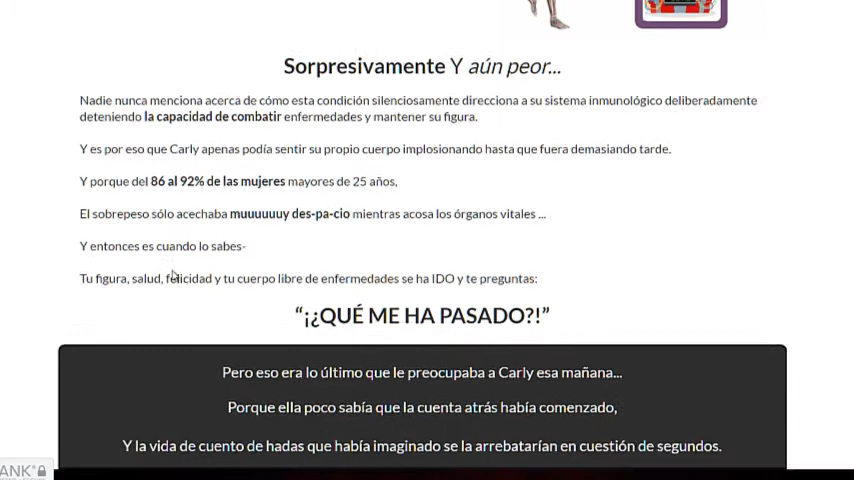 Sorpresivamente Y aún peor...
Nadie nunca menciona acerca de cómo esta condición silenciosamente direcciona a su sistema inmunológico deliberadamente
deteniendo la capacidad de combatir enfermedades y mantener su figura.
Y es por eso que Carly apenas podía sentir su propio cuerpo implosionando hasta que fuera demasiando tarde.
Y porque del 86 al 92% de las mujeres mayores de 25 años,
El sobrepeso sólo acechaba muuuuuuy des-pa-cio mientras acosa los órganos vitales ...
Y entonces es cuando lo sabes-
Tu figura, salud, felicidad y tu cuerpo libre de enfermedades se ha IDO y te preguntas:
“¡¿QUÉ ME HA PASADO?!”
Pero eso era lo último que le preocupaba a Carly esa mañana...
Porque ella poco sabía que la cuenta atrás había comenzado,
Y la vida de cuento de hadas que había imaginado se la arrebatarían en cuestión de segundos.